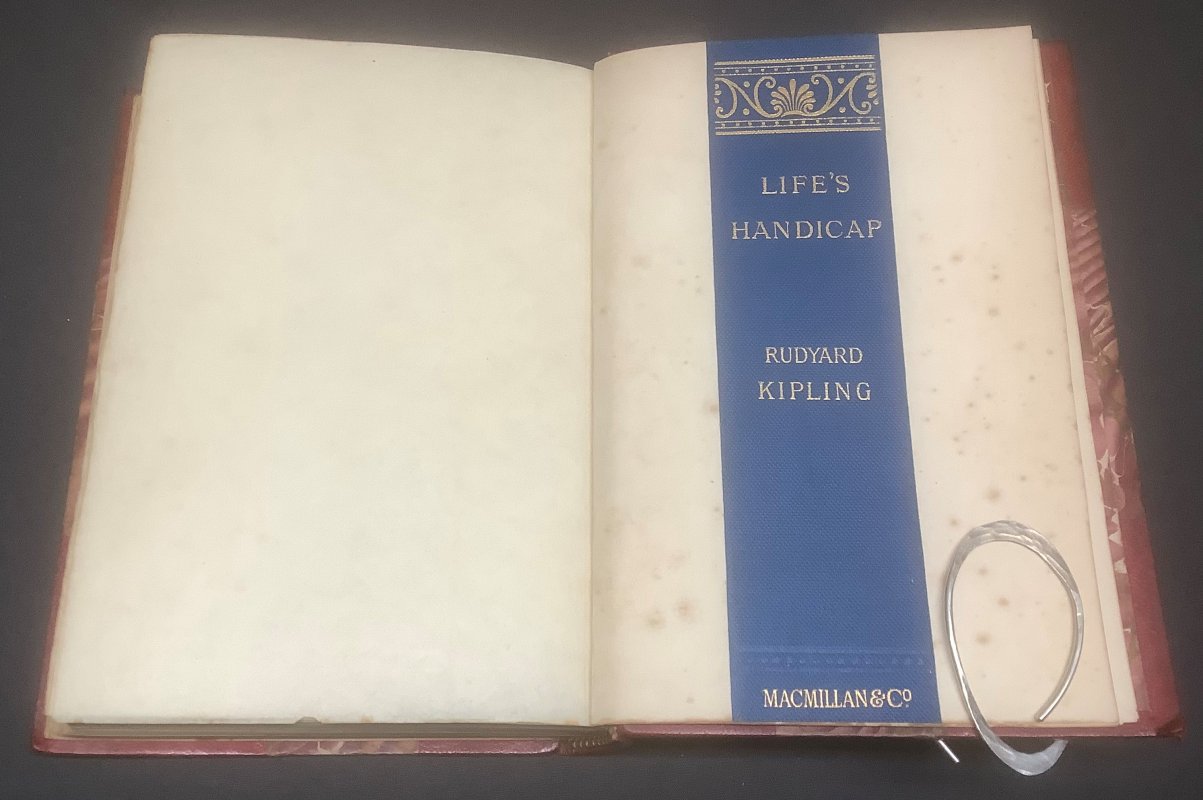 LIFE'S
HANDICAP
RUDYARD
KIPLING
MACMILLAN & Cº